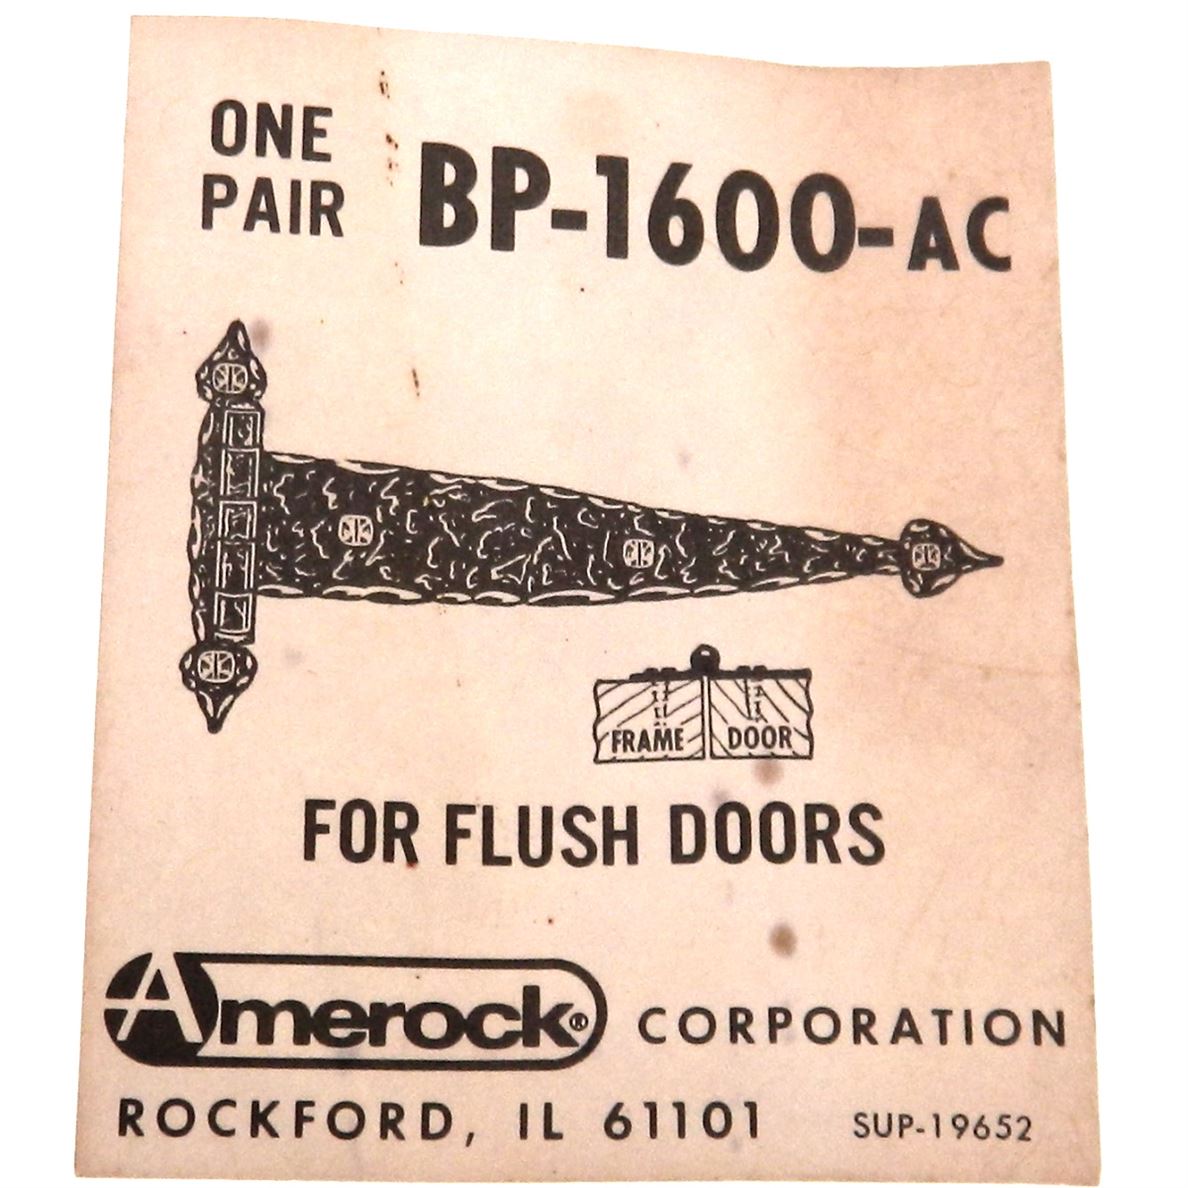 ONE
PAIR
BP-1600-AC
FRAME DOOR
FOR FLUSH DOORS
Amerock® CORPORATION
ROCKFORD, IL 61101 SUP-19652